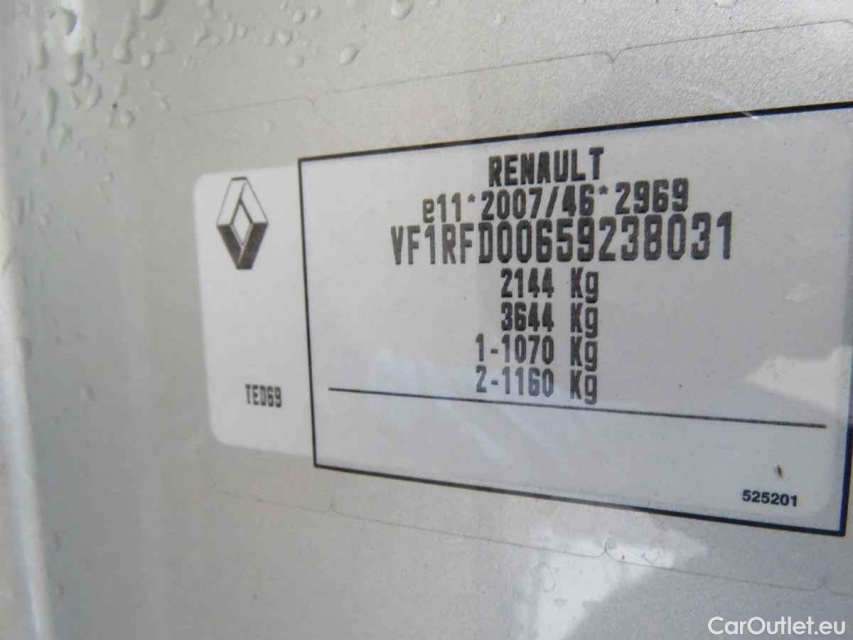 RENAULT
e11*2007/46*2969
VF1RFD00659238031
2144 Kg
3644 Kg
1-1070 Kg
2-1160 Kg
TED69
525201
CarOutlet.eu